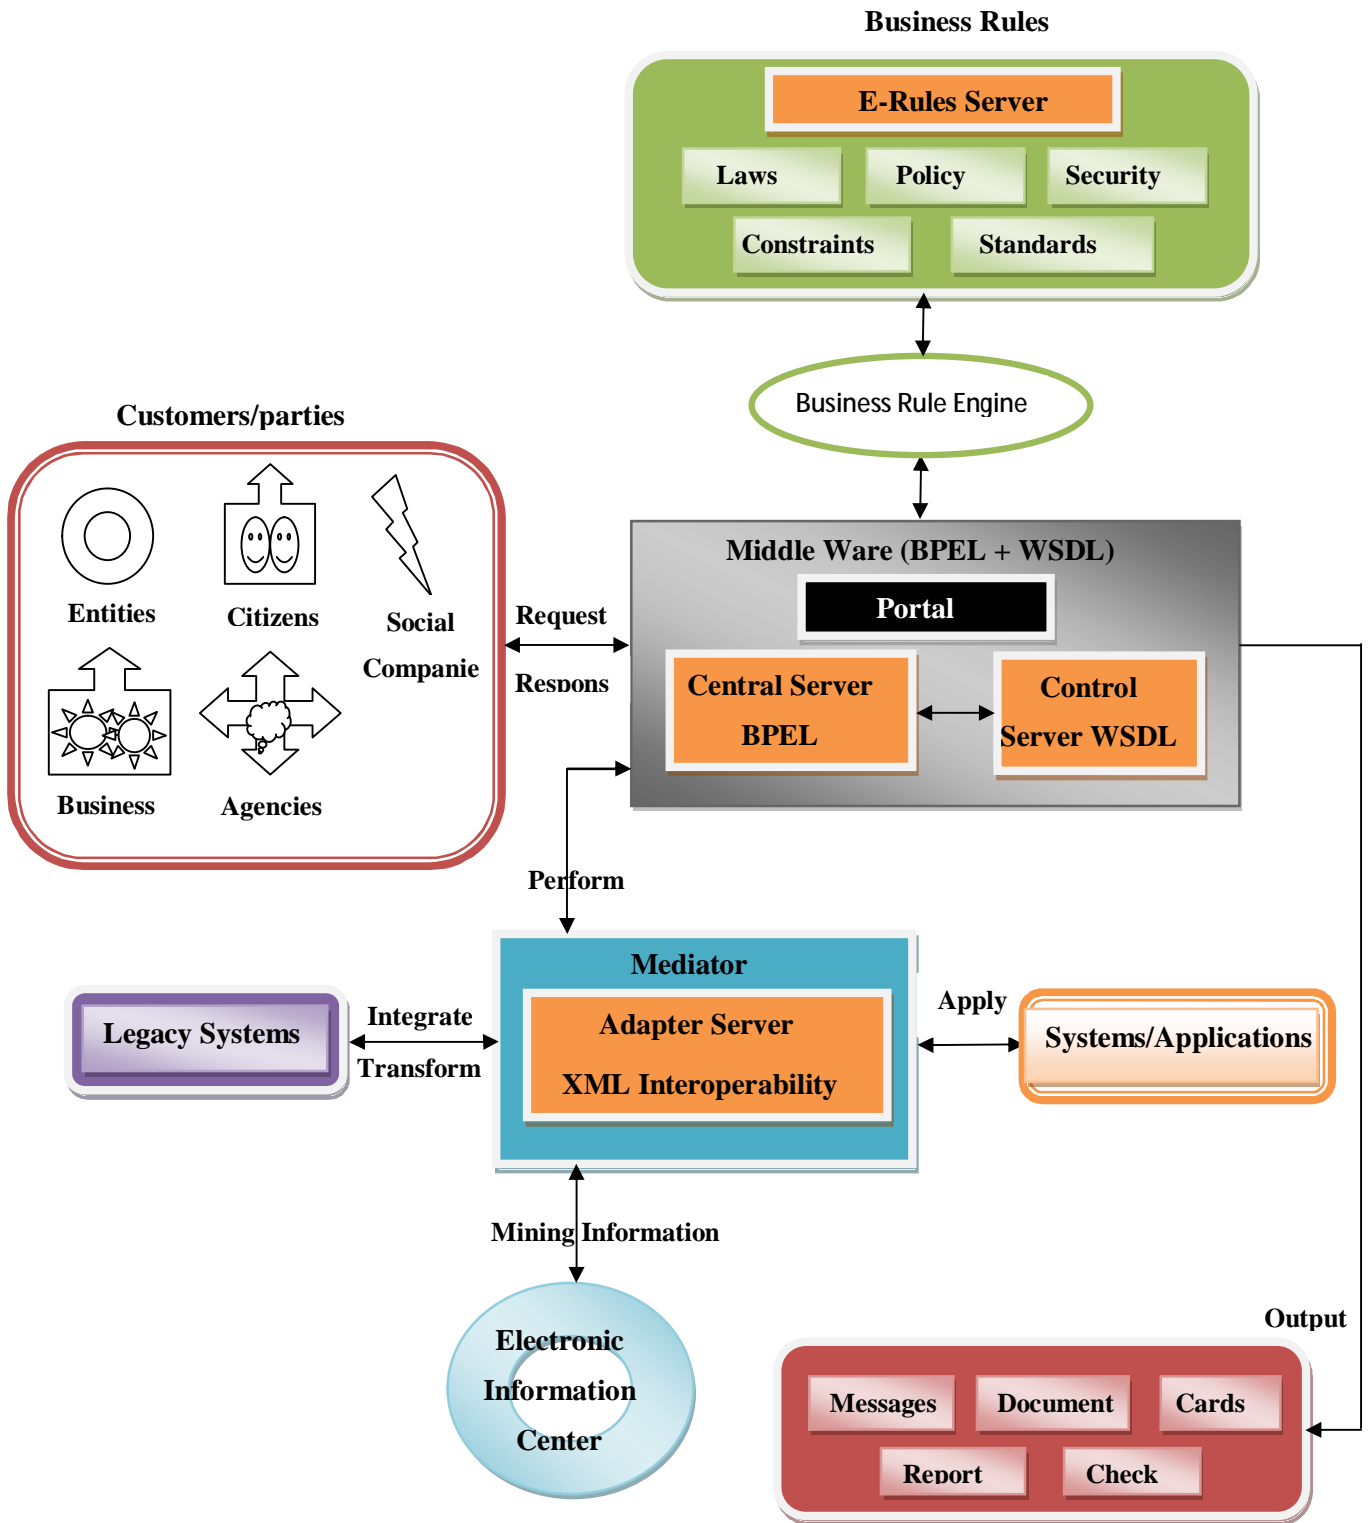 Business Rules
E-Rules Server
Laws
Policy
Security
Constraints
Standards
Business Rule Engine
Customers/parties
Entities
Citizens
Social
Companie
Business
Agencies
Request
Respons
Middle Ware (BPEL + WSDL)
Portal
Central Server
BPEL
Control
Server WSDL
Perform
Mediator
Adapter Server
XML Interoperability
Legacy Systems
Integrate
Transform
Apply
Systems/Applications
Mining Information
Electronic
Information
Center
Output
Messages
Document
Cards
Report
Check